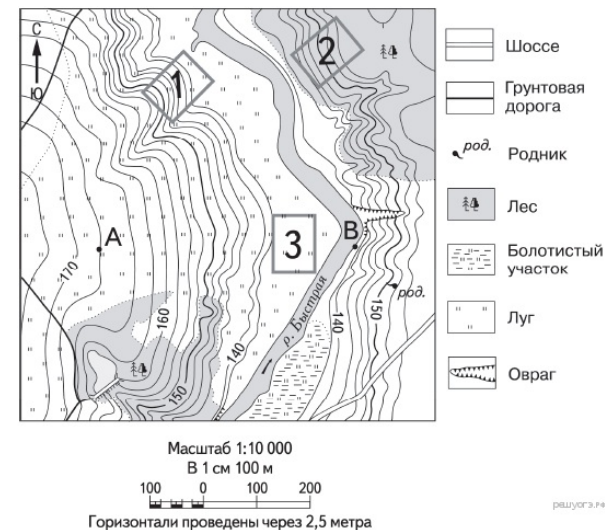 С
Ю
1
2
3
А
В
170
160
150
140
140
150
род.
р. Быстрая
Шоссе
Грунтовая
дорога
род.
Родник
Лес
Болотистый
участок
Луг
Овраг
Масштаб 1:10 000
В 1 см 100 м
100 0 100 200
Горизонтали проведены через 2,5 метра
решуогэ.рф